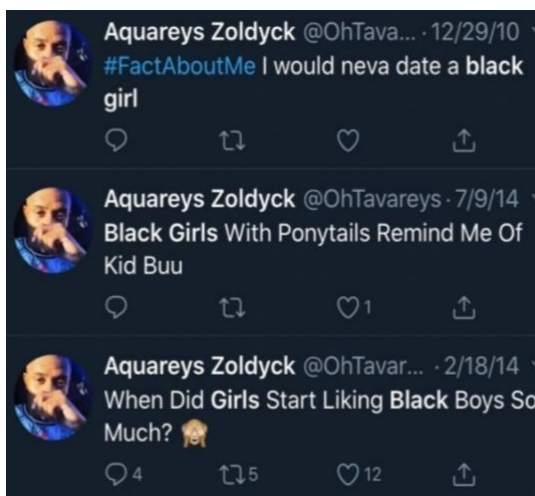 Aquareys Zoldyck @OhTava... · 12/29/10
#FactAboutMe I would neva date a black
girl
Aquareys Zoldyck @OhTavareys · 7/9/14
Black Girls With Ponytails Remind Me Of
Kid Buu
1
Aquareys Zoldyck @OhTavar... · 2/18/14
When Did Girls Start Liking Black Boys So
Much? 🙈
4 5 12